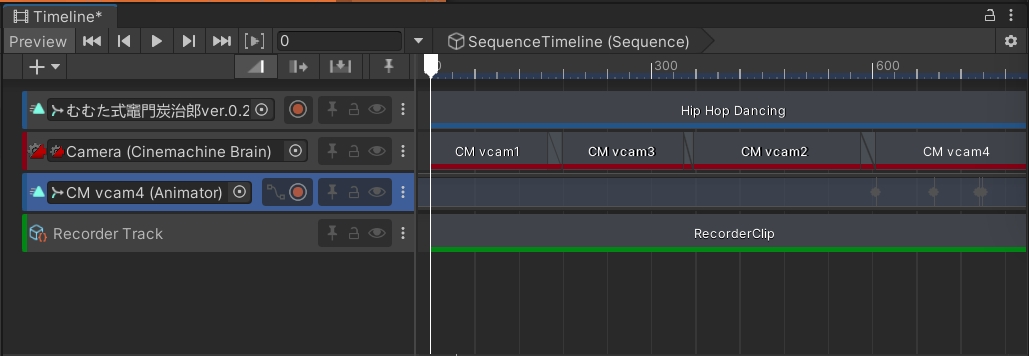 Timeline*
Preview
0
SequenceTimeline (Sequence)
0 300 600
むむた式竈門炭治郎ver.0.2
Hip Hop Dancing
Camera (Cinemachine Brain)
CM vcam1
CM vcam3
CM vcam2
CM vcam4
CM vcam4 (Animator)
Recorder Track
RecorderClip